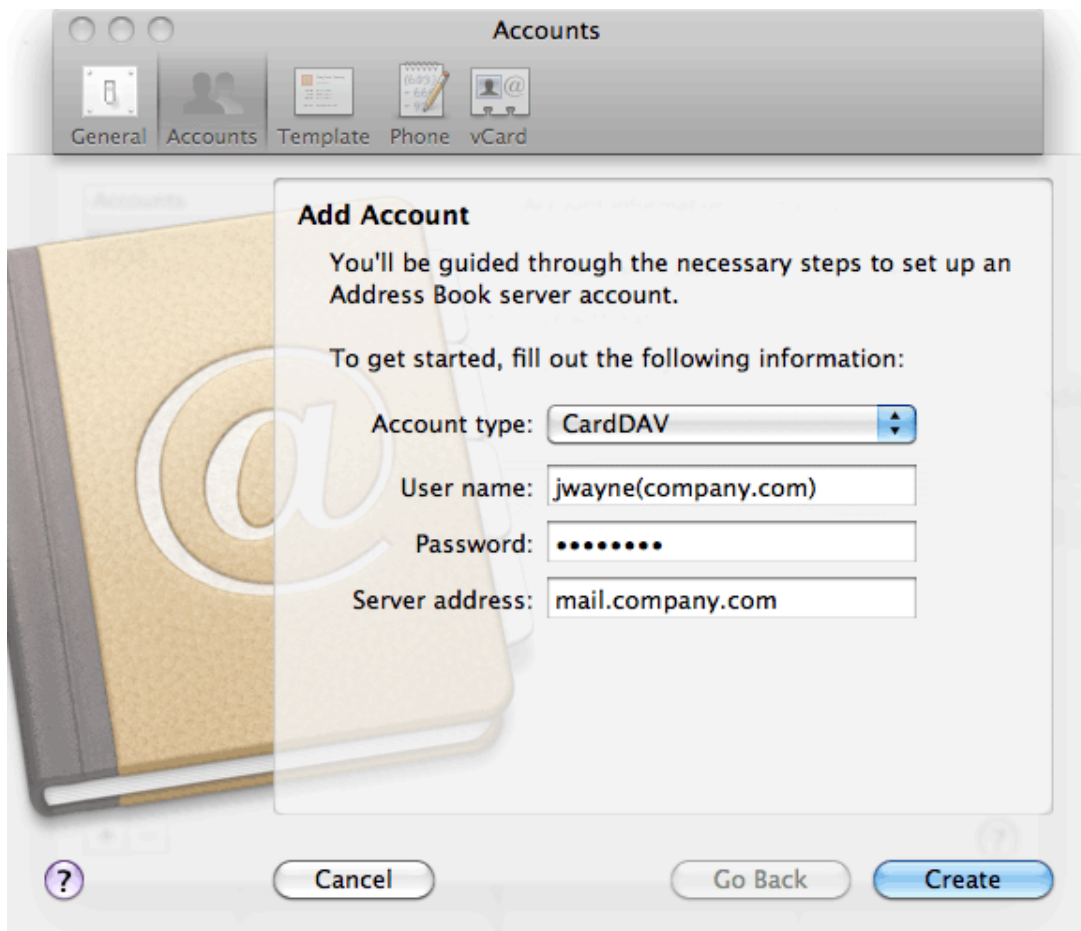 Accounts
General Accounts Template Phone vCard
Add Account
You'll be guided through the necessary steps to set up an
Address Book server account.
To get started, fill out the following information:
Account type: CardDAV
User name: jwayne(company.com)
Password: ••••••••
Server address: mail.company.com
? Cancel Go Back Create